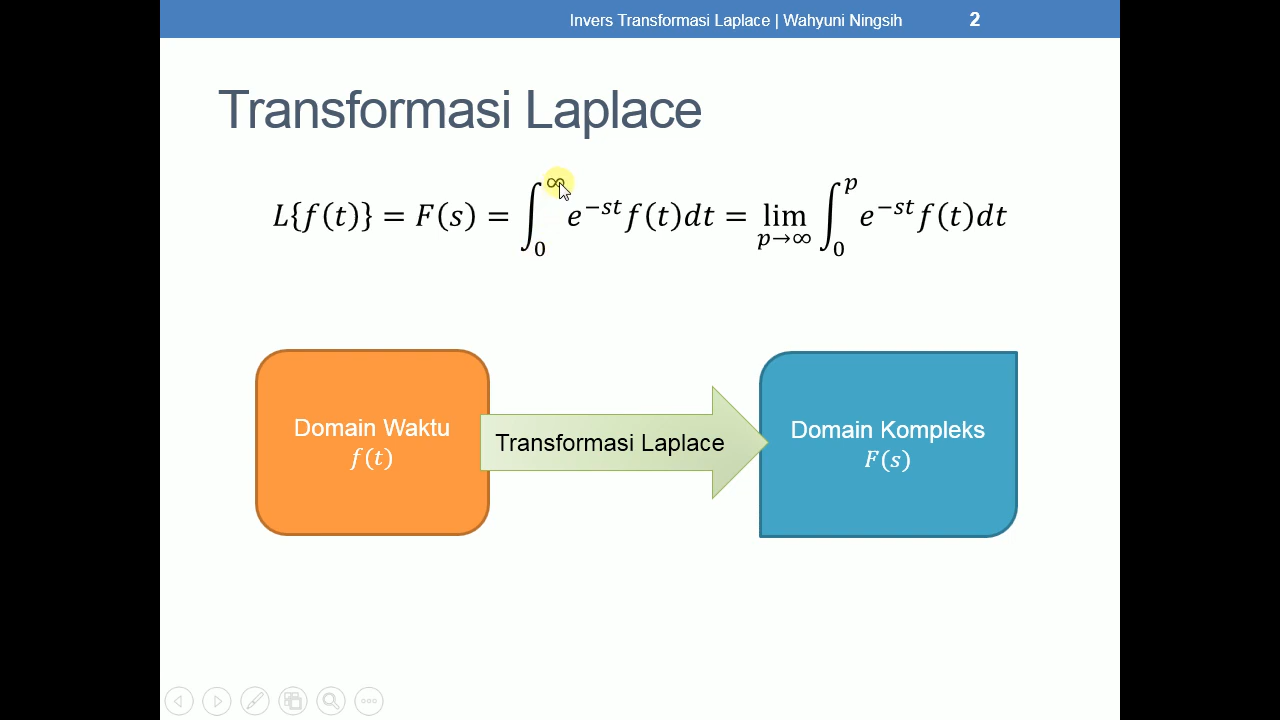 Invers Transformasi Laplace | Wahyuni Ningsih 2
Transformasi Laplace
L{f(t)} = F(s) = ∫₀^∞ e^{−st} f(t)dt = lim_{p→∞} ∫₀^p e^{−st} f(t)dt
Domain Waktu
f(t)
Transformasi Laplace
Domain Kompleks
F(s)